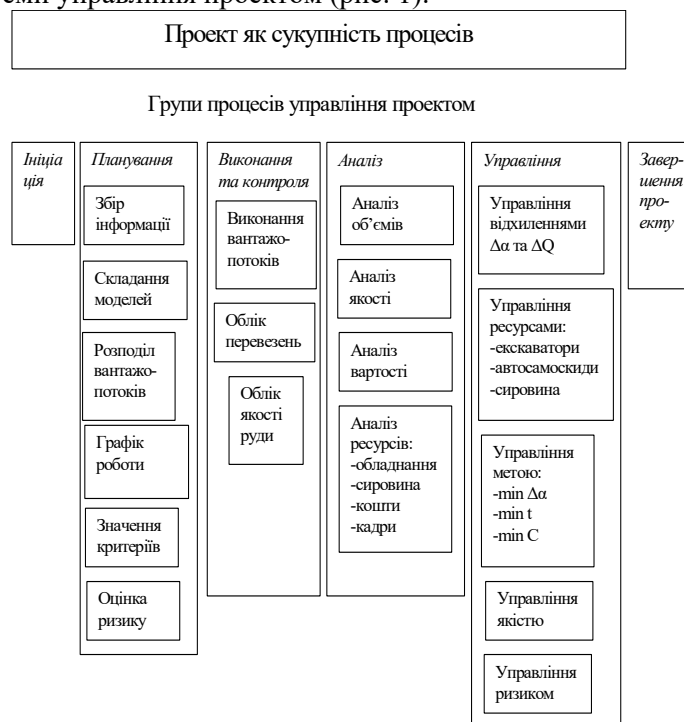 еми управління проектом (рис. 1).
Проект як сукупність процесів
Групи процесів управління проектом
Ініціа
ція
Планування
Збір
інформації
Складання
моделей
Розподіл
вантажо-
потоків
Графік
роботи
Значення
критеріїв
Оцінка
ризику
Виконання
та контроля
Виконання
вантажо-
потоків
Облік
перевезень
Облік
якості
руди
Аналіз
Аналіз
об’ємів
Аналіз
якості
Аналіз
вартості
Аналіз
ресурсів:
-обладнання
-сировина
-кошти
-кадри
Управління
Управління
відхиленнями
Δα та ΔQ
Управління
ресурсами:
-екскаватори
-автосамоскиди
-сировина
Управління
метою:
-min Δα
-min t
-min C
Управління
якістю
Управління
ризиком
Завер-
шення
про-
екту